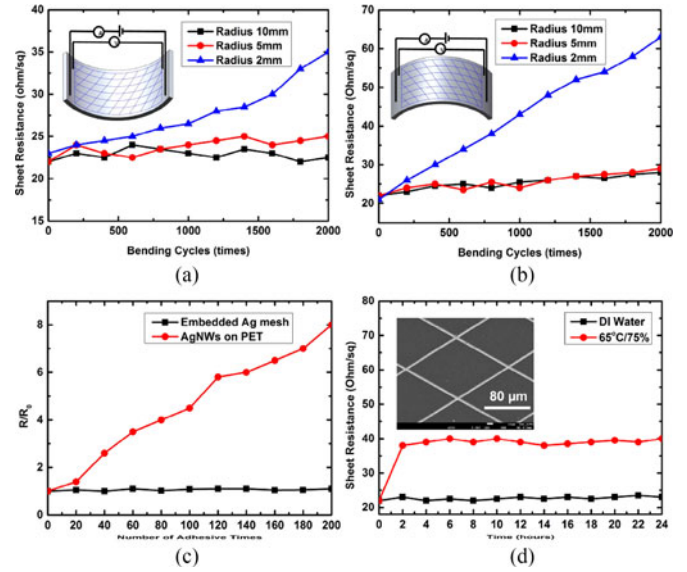 40
35
30
25
20
15
Sheet Resistance (ohm/sq)
Radius 10mm
Radius 5mm
Radius 2mm
0 500 1000 1500 2000
Bending Cycles (times)
(a)
70
60
50
40
30
20
10
Sheet Resistance (Ohm/sq)
Radius 10mm
Radius 5mm
Radius 2mm
0 500 1000 1500 2000
Bending Cycles (times)
(b)
8
6
4
2
0
R/R0
Embedded Ag mesh
AgNWs on PET
0 20 40 60 80 100 120 140 160 180 200
Number of Adhesive Times
(c)
80
70
60
50
40
30
20
Sheet Resistance (Ohm/sq)
80 μm
DI Water
65°C/75%
0 2 4 6 8 10 12 14 16 18 20 22 24
Time (hours)
(d)